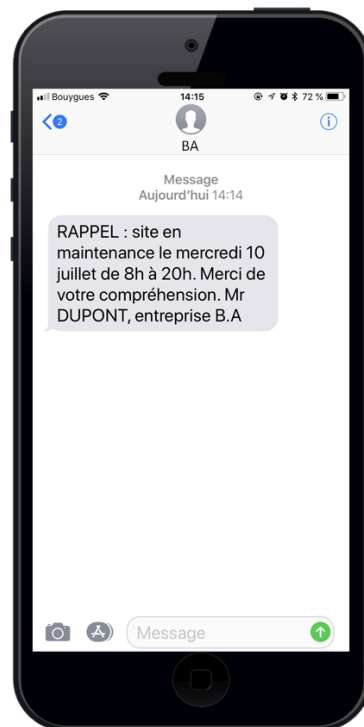 Bouygues 14:15 72 %
2
BA
Message
Aujourd'hui 14:14
RAPPEL : site en
maintenance le mercredi 10
juillet de 8h à 20h. Merci de
votre compréhension. Mr
DUPONT, entreprise B.A
Message